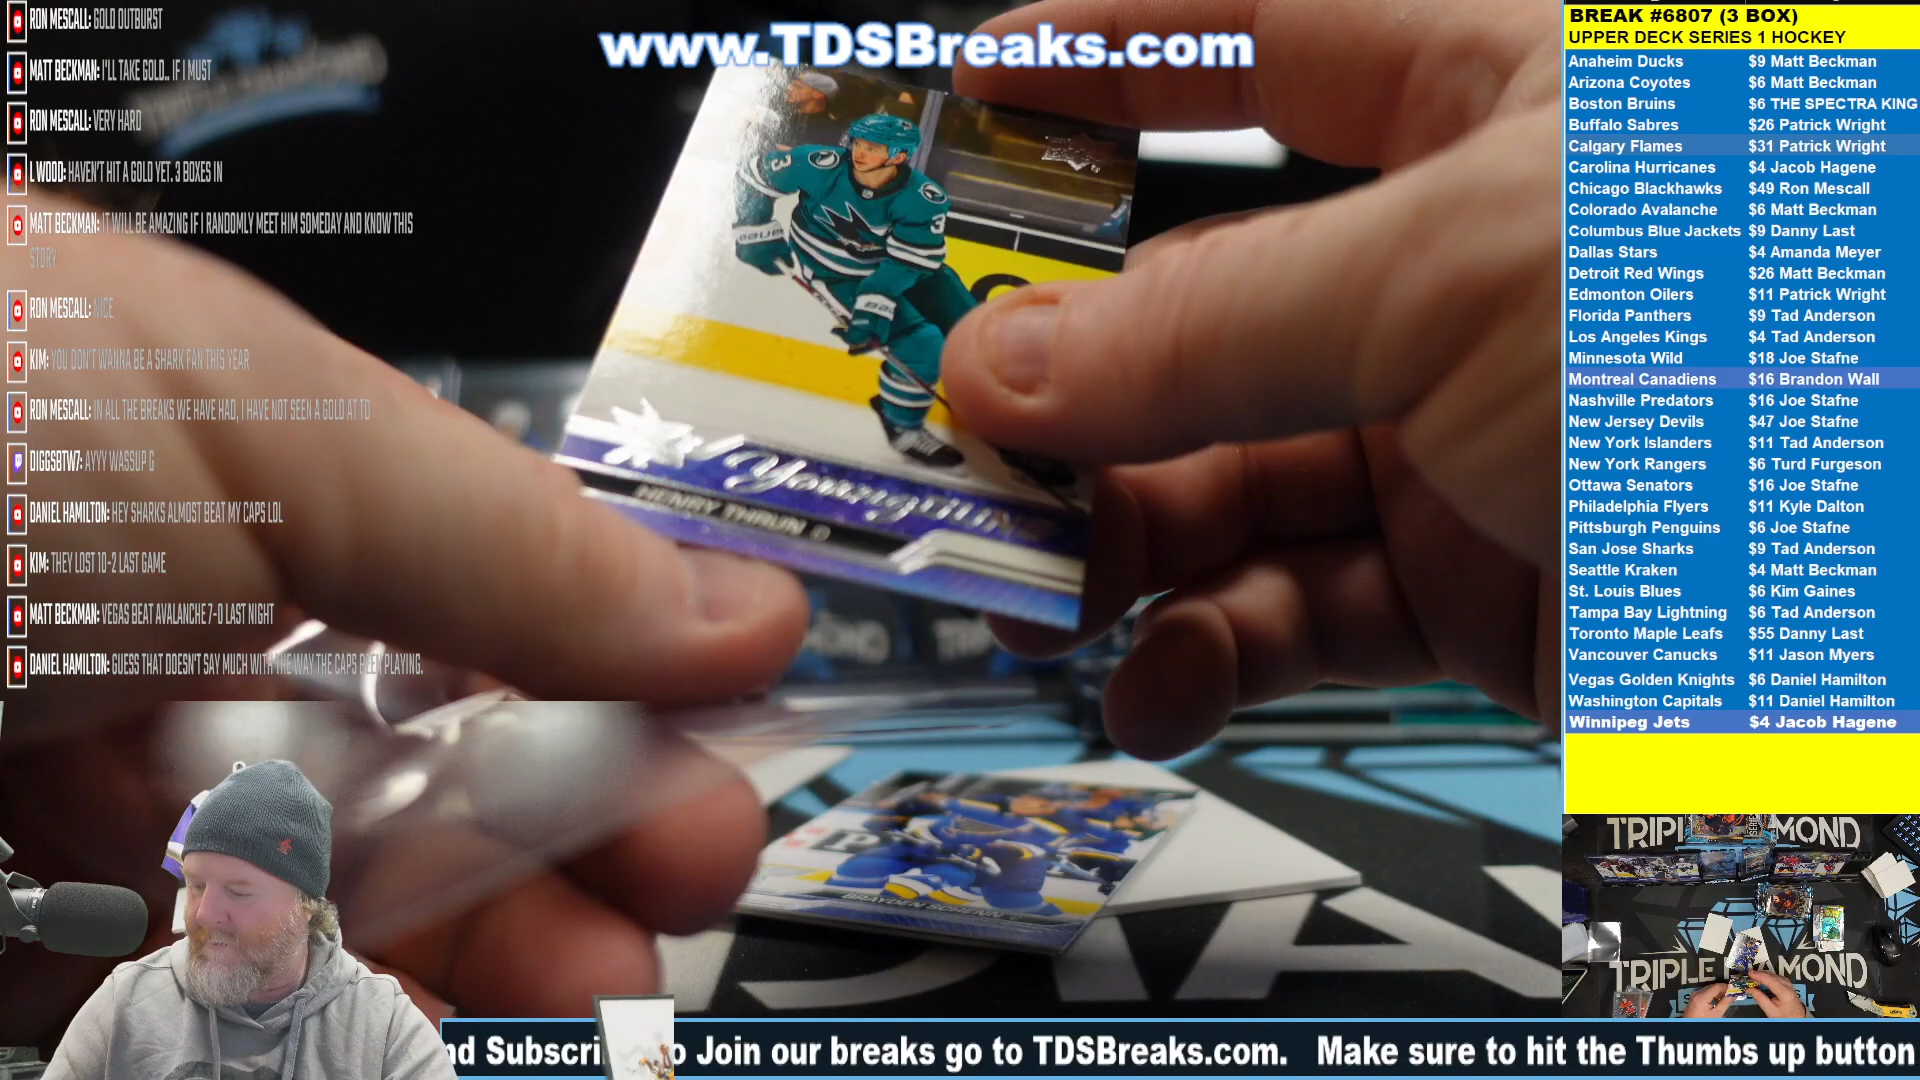 www.TDSBreaks.com
RON MESCALL: GOLD OUTBURST
MATT BECKMAN: I'LL TAKE GOLD.. IF I MUST
RON MESCALL: VERY HARD
L WOOD: HAVEN'T HIT A GOLD YET. 3 BOXES IN
MATT BECKMAN: IT WILL BE AMAZING IF I RANDOMLY MEET HIM SOMEDAY AND KNOW THIS
STORY
RON MESCALL: NICE
KIM: YOU DON'T WANNA BE A SHARK FAN THIS YEAR
RON MESCALL: IN ALL THE BREAKS WE HAVE HAD, I HAVE NOT SEEN A GOLD AT TD
DIGGSBTW7: AYYY WASSUP G
DANIEL HAMILTON: HEY SHARKS ALMOST BEAT MY CAPS LOL
KIM: THEY LOST 10-2 LAST GAME
MATT BECKMAN: VEGAS BEAT AVALANCHE 7-0 LAST NIGHT
DANIEL HAMILTON: GUESS THAT DOESN'T SAY MUCH WITH THE WAY THE CAPS BEEN PLAYING.
Young Guns
HENRY THRUN D
BRAYDEN SCHENN
BREAK #6807 (3 BOX)
UPPER DECK SERIES 1 HOCKEY
Anaheim Ducks $9 Matt Beckman
Arizona Coyotes $6 Matt Beckman
Boston Bruins $6 THE SPECTRA KING
Buffalo Sabres $26 Patrick Wright
Calgary Flames $31 Patrick Wright
Carolina Hurricanes $4 Jacob Hagene
Chicago Blackhawks $49 Ron Mescall
Colorado Avalanche $6 Matt Beckman
Columbus Blue Jackets $9 Danny Last
Dallas Stars $4 Amanda Meyer
Detroit Red Wings $26 Matt Beckman
Edmonton Oilers $11 Patrick Wright
Florida Panthers $9 Tad Anderson
Los Angeles Kings $4 Tad Anderson
Minnesota Wild $18 Joe Stafne
Montreal Canadiens $16 Brandon Wall
Nashville Predators $16 Joe Stafne
New Jersey Devils $47 Joe Stafne
New York Islanders $11 Tad Anderson
New York Rangers $6 Turd Furgeson
Ottawa Senators $16 Joe Stafne
Philadelphia Flyers $11 Kyle Dalton
Pittsburgh Penguins $6 Joe Stafne
San Jose Sharks $9 Tad Anderson
Seattle Kraken $4 Matt Beckman
St. Louis Blues $6 Kim Gaines
Tampa Bay Lightning $6 Tad Anderson
Toronto Maple Leafs $55 Danny Last
Vancouver Canucks $11 Jason Myers
Vegas Golden Knights $6 Daniel Hamilton
Washington Capitals $11 Daniel Hamilton
Winnipeg Jets $4 Jacob Hagene
TRIPLE DIAMOND
TRIPLE DIAMOND
nd Subscri o Join our breaks go to TDSBreaks.com. Make sure to hit the Thumbs up button